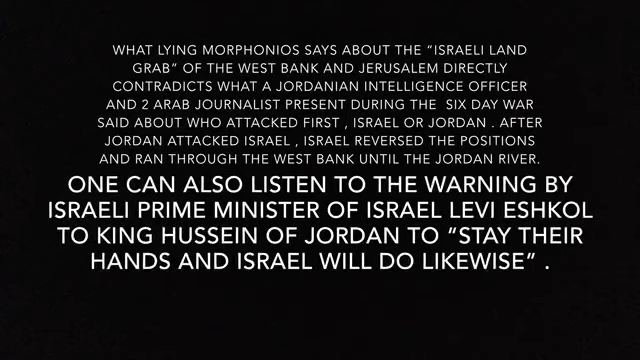 WHAT LYING MORPHONIOS SAYS ABOUT THE “ISRAELI LAND
GRAB” OF THE WEST BANK AND JERUSALEM DIRECTLY
CONTRADICTS WHAT A JORDANIAN INTELLIGENCE OFFICER
AND 2 ARAB JOURNALIST PRESENT DURING THE SIX DAY WAR
SAID ABOUT WHO ATTACKED FIRST , ISRAEL OR JORDAN . AFTER
JORDAN ATTACKED ISRAEL , ISRAEL REVERSED THE POSITIONS
AND RAN THROUGH THE WEST BANK UNTIL THE JORDAN RIVER.
ONE CAN ALSO LISTEN TO THE WARNING BY
ISRAELI PRIME MINISTER OF ISRAEL LEVI ESHKOL
TO KING HUSSEIN OF JORDAN TO “STAY THEIR
HANDS AND ISRAEL WILL DO LIKEWISE” .